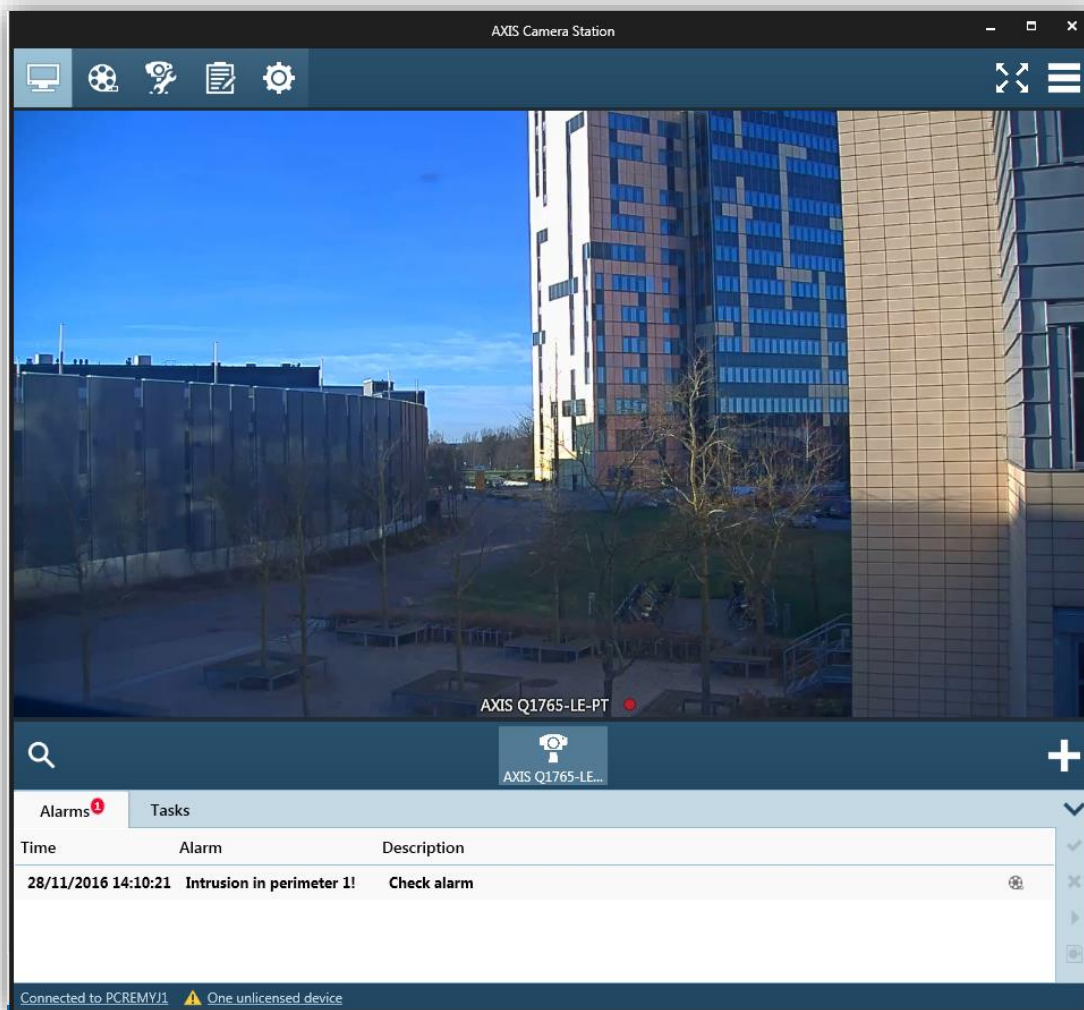 AXIS Camera Station
AXIS Q1765-LE-PT
AXIS Q1765-LE...
Alarms 1 Tasks
Time Alarm Description
28/11/2016 14:10:21 Intrusion in perimeter 1! Check alarm
Connected to PCREMYJ1 One unlicensed device